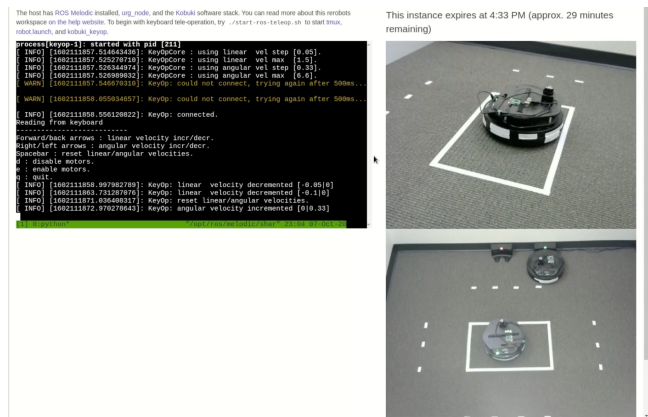 The host has ROS Melodic installed, urg_node, and the Kobuki software stack. You can read more about this rerobots
workspace on the help website. To begin with keyboard tele-operation, try ./start-ros-teleop.sh to start tmux,
robot.launch, and kobuki_keyop.
process[keyop-1]: started with pid [211]
[ INFO] [1602111857.514643436]: KeyOpCore : using linear  vel step [0.05].
[ INFO] [1602111857.525270710]: KeyOpCore : using linear  vel max  [1.5].
[ INFO] [1602111857.526344974]: KeyOpCore : using angular vel step [0.33].
[ INFO] [1602111857.526989032]: KeyOpCore : using angular vel max  [6.6].
[ WARN] [1602111857.546670310]: KeyOp: could not connect, trying again after 500ms...
[ WARN] [1602111858.055034657]: KeyOp: could not connect, trying again after 500ms...
[ INFO] [1602111858.556120822]: KeyOp: connected.
Reading from keyboard
---------------------------
Forward/back arrows : linear velocity incr/decr.
Right/left arrows : angular velocity incr/decr.
Spacebar : reset linear/angular velocities.
d : disable motors.
e : enable motors.
q : quit.
[ INFO] [1602111858.997982789]: KeyOp: linear  velocity decremented [-0.05|0]
[ INFO] [1602111863.731287076]: KeyOp: linear  velocity decremented [-0.1|0]
[ INFO] [1602111871.036408317]: KeyOp: reset linear/angular velocities.
[ INFO] [1602111872.970278643]: KeyOp: angular velocity incremented [0|0.33]
[1] 0:python* "/opt/ros/melodic/shar" 23:04 07-Oct-20
This instance expires at 4:33 PM (approx. 29 minutes
remaining)